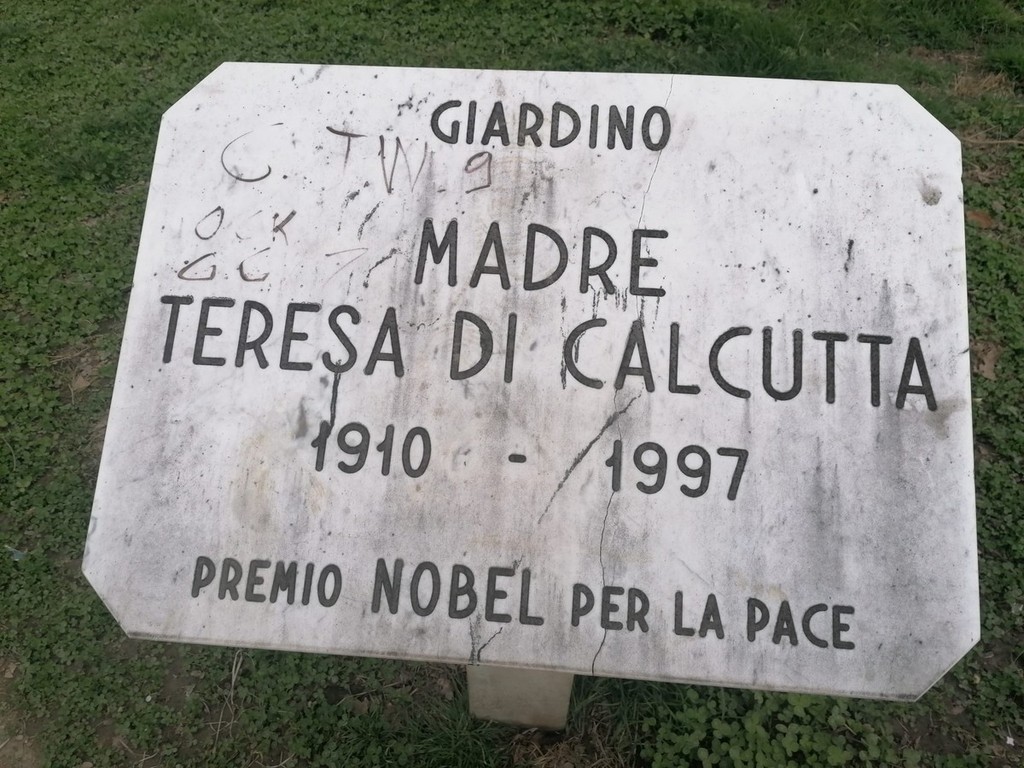 GIARDINO
MADRE
TERESA DI CALCUTTA
1910 - 1997
PREMIO NOBEL PER LA PACE